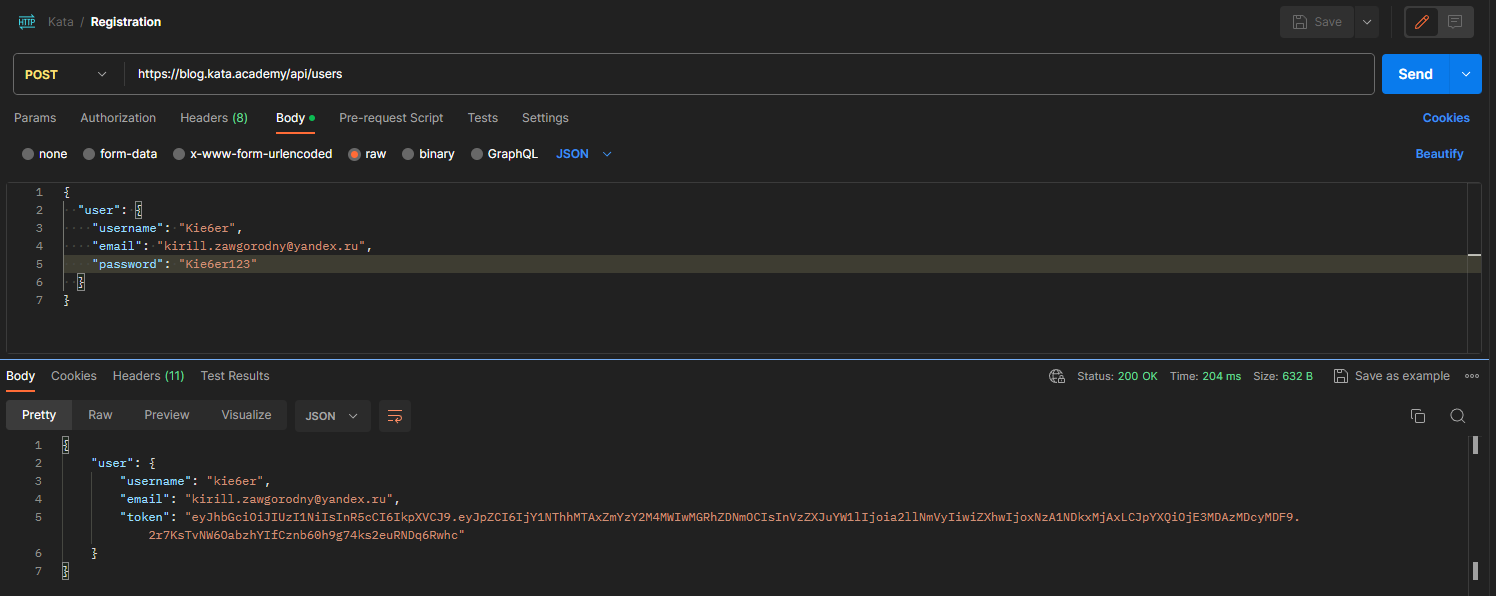 HTTP Kata / Registration Save
POST https://blog.kata.academy/api/users Send
Params Authorization Headers (8) Body Pre-request Script Tests Settings Cookies
none form-data x-www-form-urlencoded raw binary GraphQL JSON Beautify
1 {
2 "user": {
3 "username": "Kie6er",
4 "email": "kirill.zawgorodny@yandex.ru",
5 "password": "Kie6er123"
6 }
7 }
Body Cookies Headers (11) Test Results Status: 200 OK Time: 204 ms Size: 632 B Save as example
Pretty Raw Preview Visualize JSON
1 {
2 "user": {
3 "username": "kie6er",
4 "email": "kirill.zawgorodny@yandex.ru",
5 "token": "eyJhbGciOiJIUzI1NiIsInR5cCI6IkpXVCJ9.eyJpZCI6IjY1NThhMTAxZmYzY2M4MWIwMGRhZDNmOCIsInVzZXJuYW1lIjoia2llNmVyIiwiZXhwIjoxNzA1NDkxMjAxLCJpYXQiOjE3MDAzMDcyMDF9.
2r7KsTvNW6OabzhYIfCznb60h9g74ks2euRNDq6Rwhc"
6 }
7 }